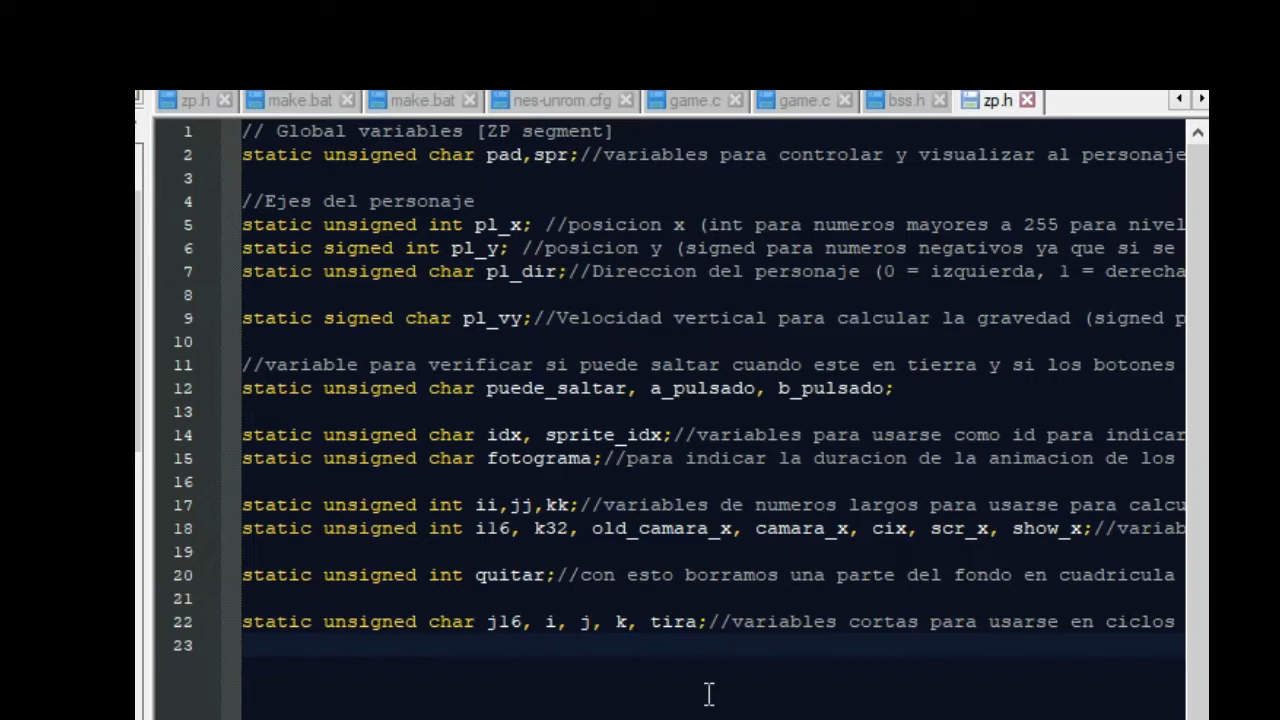 zp.h make.bat make.bat nes-unrom.cfg game.c game.c bss.h zp.h
1 // Global variables [ZP segment]
2 static unsigned char pad,spr;//variables para controlar y visualizar al personaje
3
4 //Ejes del personaje
5 static unsigned int pl_x; //posicion x (int para numeros mayores a 255 para nivel
6 static signed int pl_y; //posicion y (signed para numeros negativos ya que si se
7 static unsigned char pl_dir;//Direccion del personaje (0 = izquierda, 1 = derecha
8
9 static signed char pl_vy;//Velocidad vertical para calcular la gravedad (signed p
10
11 //variable para verificar si puede saltar cuando este en tierra y si los botones
12 static unsigned char puede_saltar, a_pulsado, b_pulsado;
13
14 static unsigned char idx, sprite_idx;//variables para usarse como id para indicar
15 static unsigned char fotograma;//para indicar la duracion de la animacion de los
16
17 static unsigned int ii,jj,kk;//variables de numeros largos para usarse para calcu
18 static unsigned int i16, k32, old_camara_x, camara_x, cix, scr_x, show_x;//variab
19
20 static unsigned int quitar;//con esto borramos una parte del fondo en cuadricula
21
22 static unsigned char j16, i, j, k, tira;//variables cortas para usarse en ciclos
23